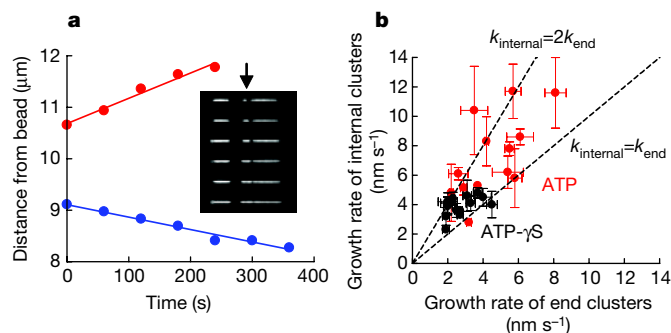 a
Distance from bead (μm)
12
11
10
9
8
0
100
200
300
400
Time (s)
b
Growth rate of internal clusters
(nm s⁻¹)
14
12
10
8
6
4
2
0
k_internal=2k_end
k_internal=k_end
ATP
ATP-γS
0
2
4
6
8
10
12
14
Growth rate of end clusters
(nm s⁻¹)